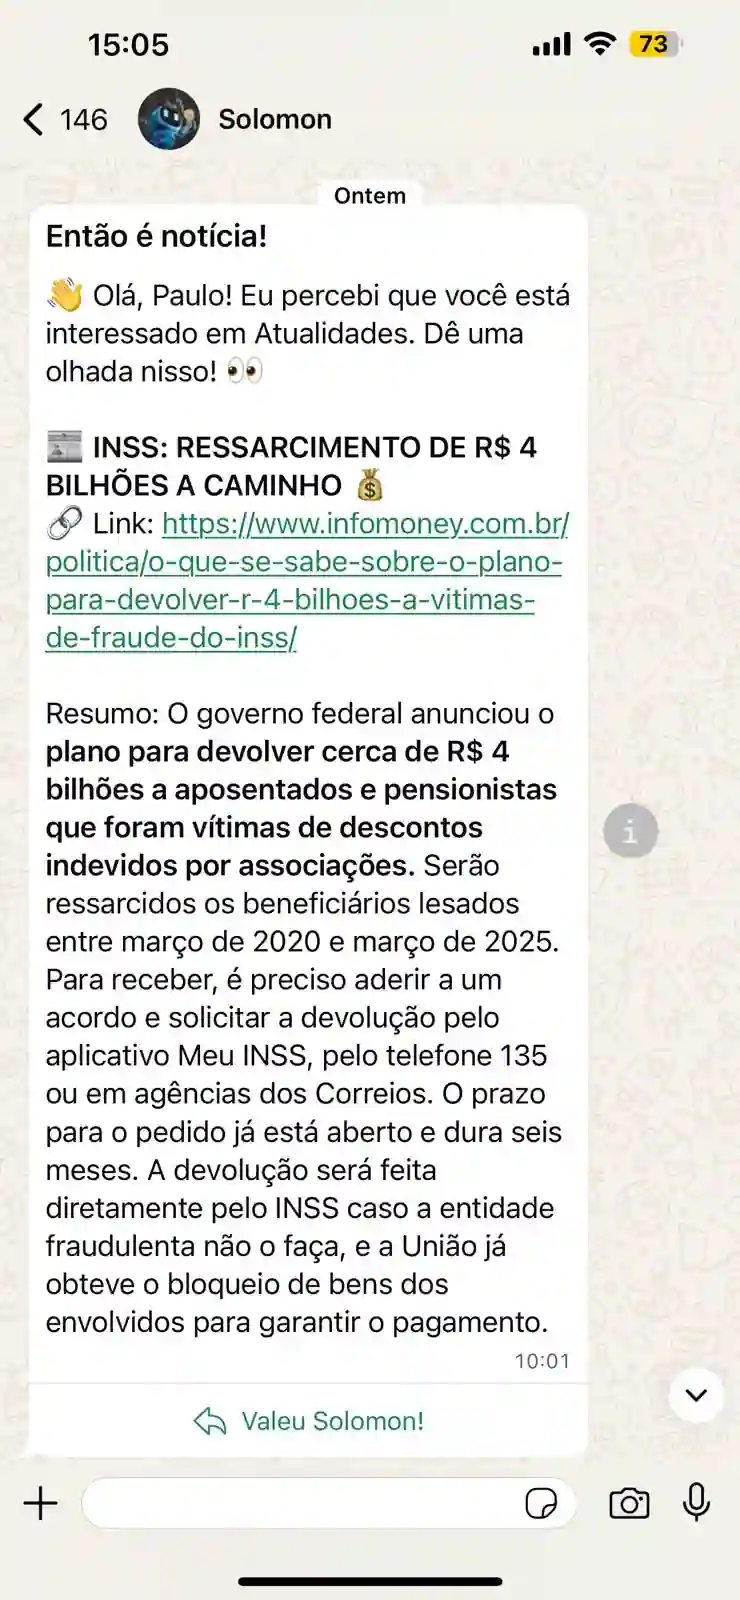 15:05
73
146
Solomon
Ontem
Então é notícia!
👋 Olá, Paulo! Eu percebi que você está
interessado em Atualidades. Dê uma
olhada nisso! 👀
📰 INSS: RESSARCIMENTO DE R$ 4
BILHÕES A CAMINHO 💰
🔗 Link: https://www.infomoney.com.br/
politica/o-que-se-sabe-sobre-o-plano-
para-devolver-r-4-bilhoes-a-vitimas-
de-fraude-do-inss/
Resumo: O governo federal anunciou o
plano para devolver cerca de R$ 4
bilhões a aposentados e pensionistas
que foram vítimas de descontos
indevidos por associações. Serão
ressarcidos os beneficiários lesados
entre março de 2020 e março de 2025.
Para receber, é preciso aderir a um
acordo e solicitar a devolução pelo
aplicativo Meu INSS, pelo telefone 135
ou em agências dos Correios. O prazo
para o pedido já está aberto e dura seis
meses. A devolução será feita
diretamente pelo INSS caso a entidade
fraudulenta não o faça, e a União já
obteve o bloqueio de bens dos
envolvidos para garantir o pagamento.
10:01
Valeu Solomon!